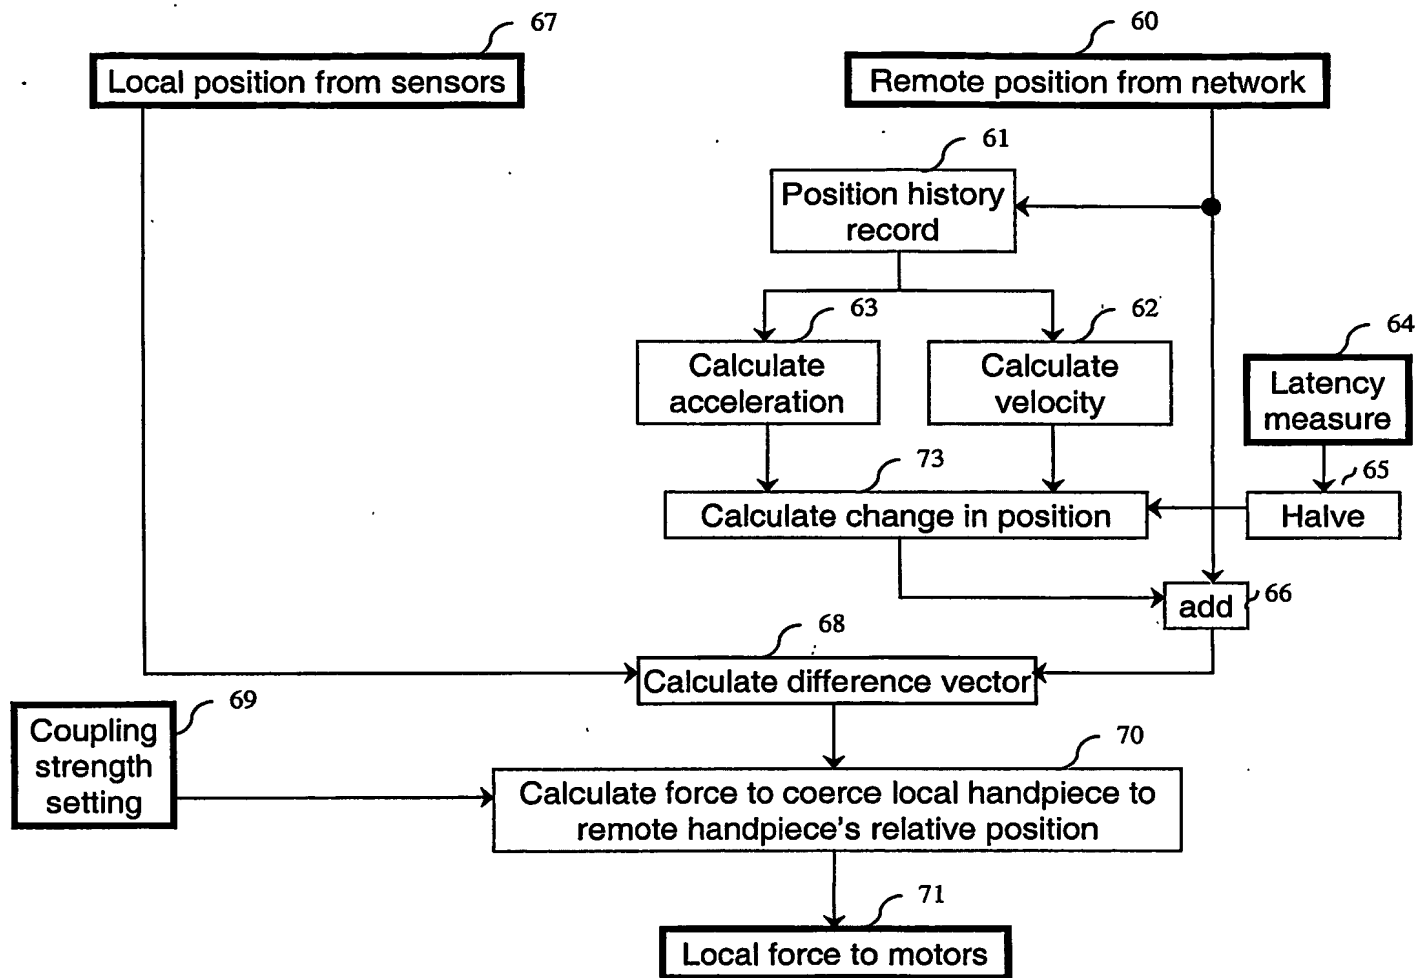 67
60
Local position from sensors
Remote position from network
61
Position history
record
63
62
64
Calculate
acceleration
Calculate
velocity
Latency
measure
73
65
Calculate change in position
Halve
add
66
68
Calculate difference vector
69
Coupling
strength
setting
70
Calculate force to coerce local handpiece to
remote handpiece's relative position
71
Local force to motors